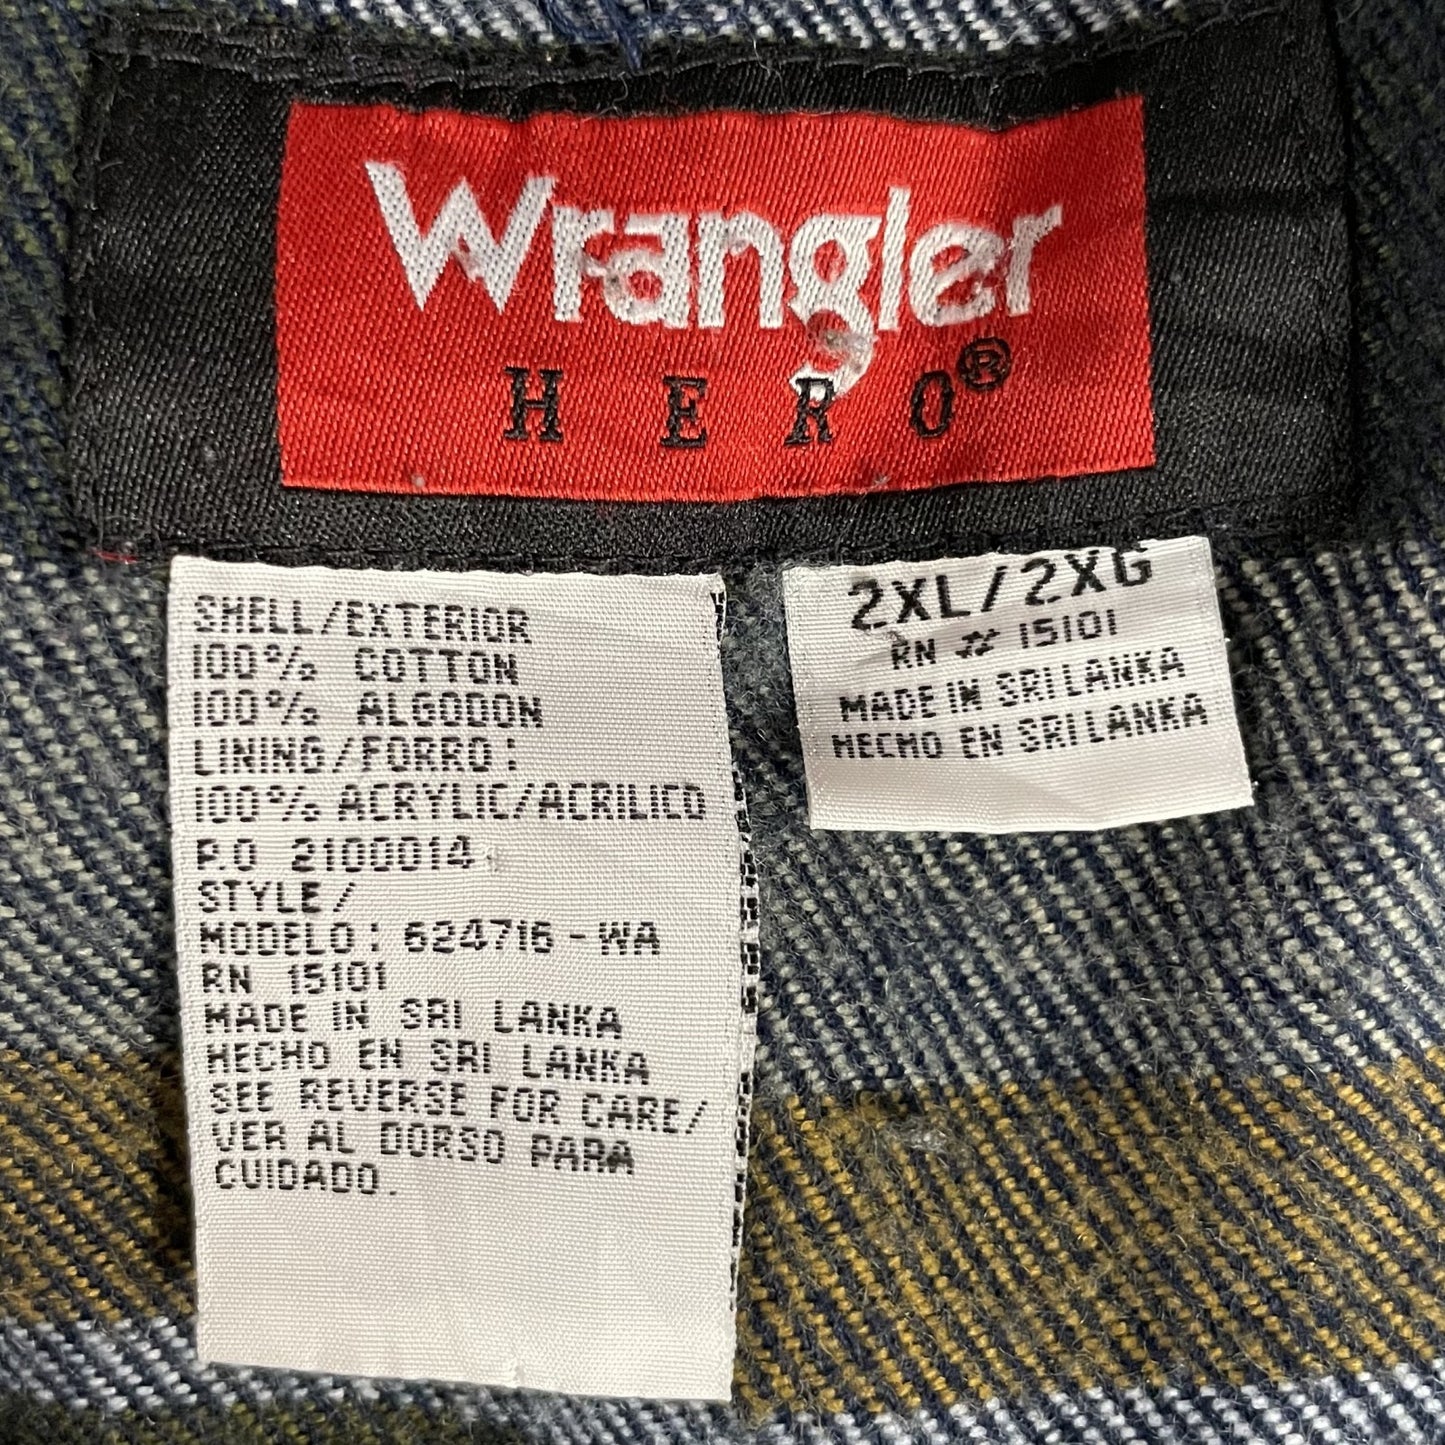 Wrangler
HERO®
SHELL/EXTERIOR
100% COTTON
100% ALGODON
LINING/FORRO:
100% ACRYLIC/ACRILICO
P.O 2100014
STYLE/
MODELO: 624716-WA
RN 15101
MADE IN SRI LANKA
HECHO EN SRI LANKA
SEE REVERSE FOR CARE/
VER AL DORSO PARA
CUIDADO.
2XL/2XG
RN # 15101
MADE IN SRI LANKA
HECHO EN SRI LANKA